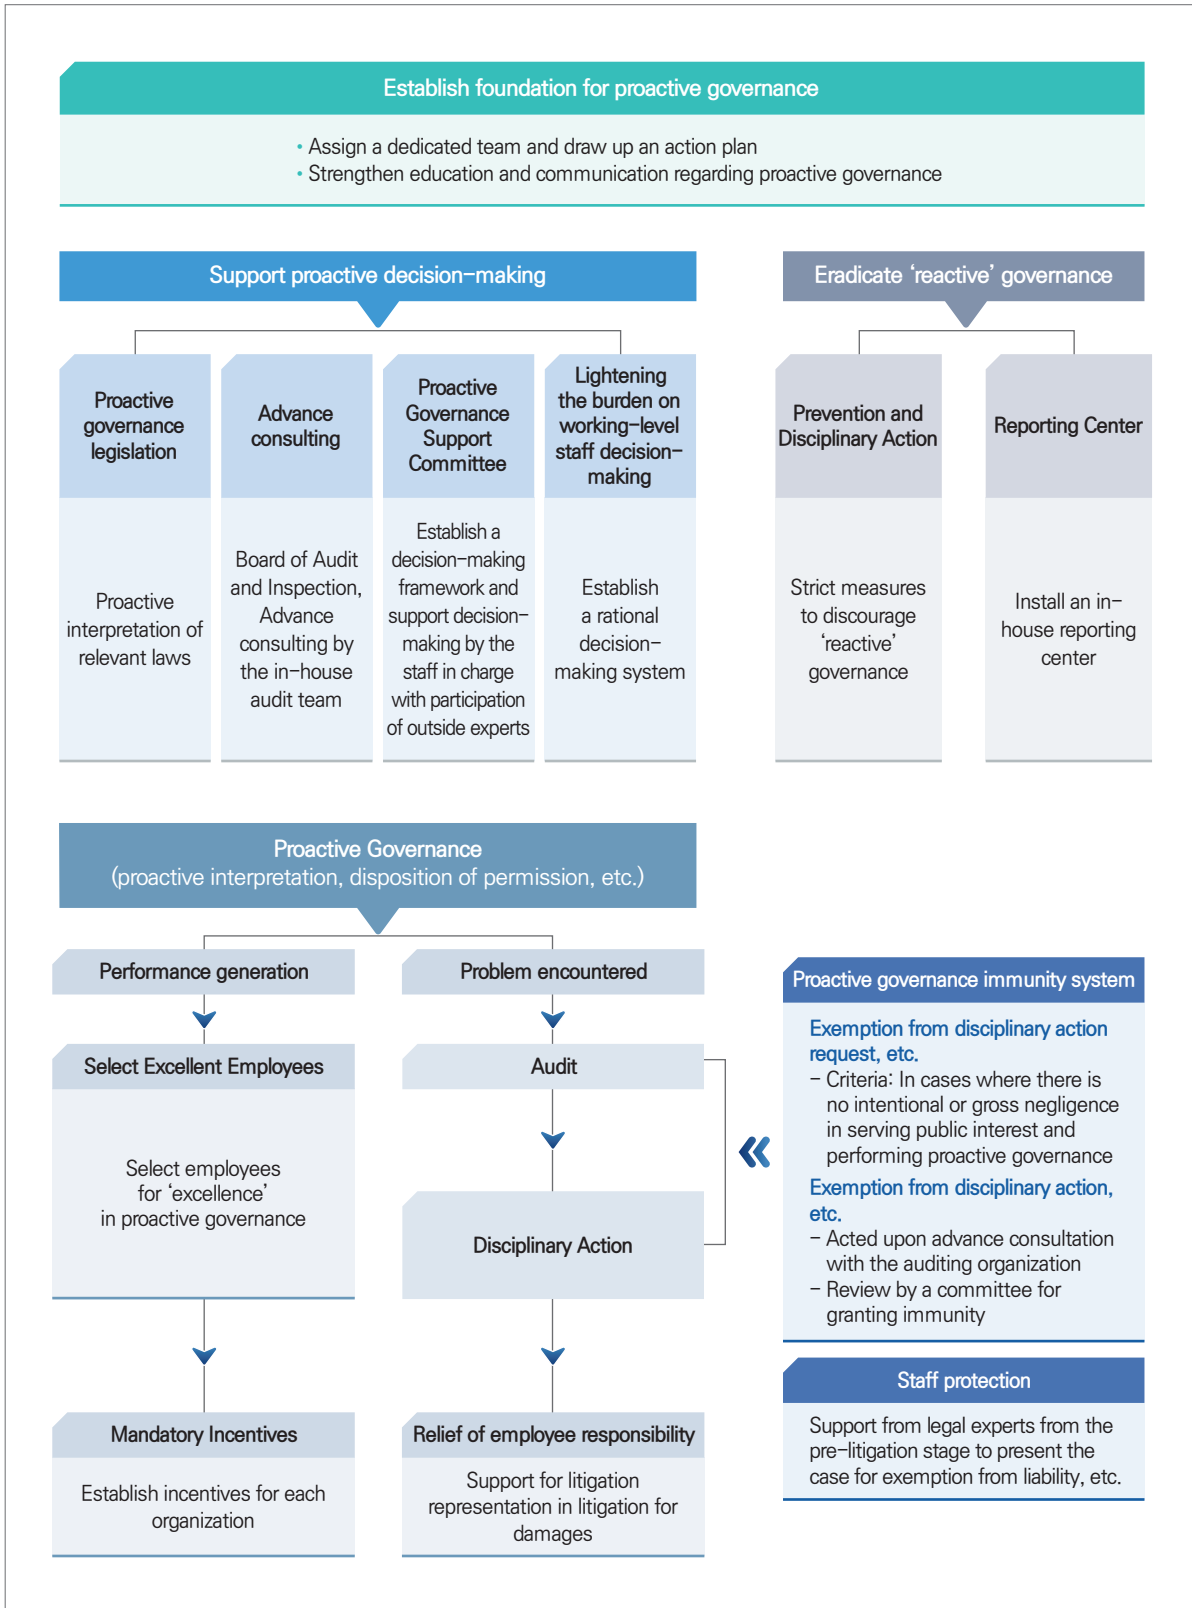 Establish foundation for proactive governance
• Assign a dedicated team and draw up an action plan
• Strengthen education and communication regarding proactive governance
Support proactive decision-making
Proactive
governance
legislation
Proactive
interpretation of
relevant laws
Advance
consulting
Board of Audit
and Inspection,
Advance
consulting by
the in-house
audit team
Proactive
Governance
Support
Committee
Establish a
decision-making
framework and
support decision-
making by the
staff in charge
with participation
of outside experts
Lightening
the burden on
working-level
staff decision-
making
Establish
a rational
decision-
making system
Eradicate ‘reactive’ governance
Prevention and
Disciplinary Action
Strict measures
to discourage
‘reactive’
governance
Reporting Center
Install an in-
house reporting
center
Proactive Governance
(proactive interpretation, disposition of permission, etc.)
Performance generation
Select Excellent Employees
Select employees
for ‘excellence’
in proactive governance
Mandatory Incentives
Establish incentives for each
organization
Problem encountered
Audit
Disciplinary Action
Relief of employee responsibility
Support for litigation
representation in litigation for
damages
Proactive governance immunity system
Exemption from disciplinary action
request, etc.
- Criteria: In cases where there is
no intentional or gross negligence
in serving public interest and
performing proactive governance
Exemption from disciplinary action,
etc.
- Acted upon advance consultation
with the auditing organization
- Review by a committee for
granting immunity
Staff protection
Support from legal experts from the
pre-litigation stage to present the
case for exemption from liability, etc.